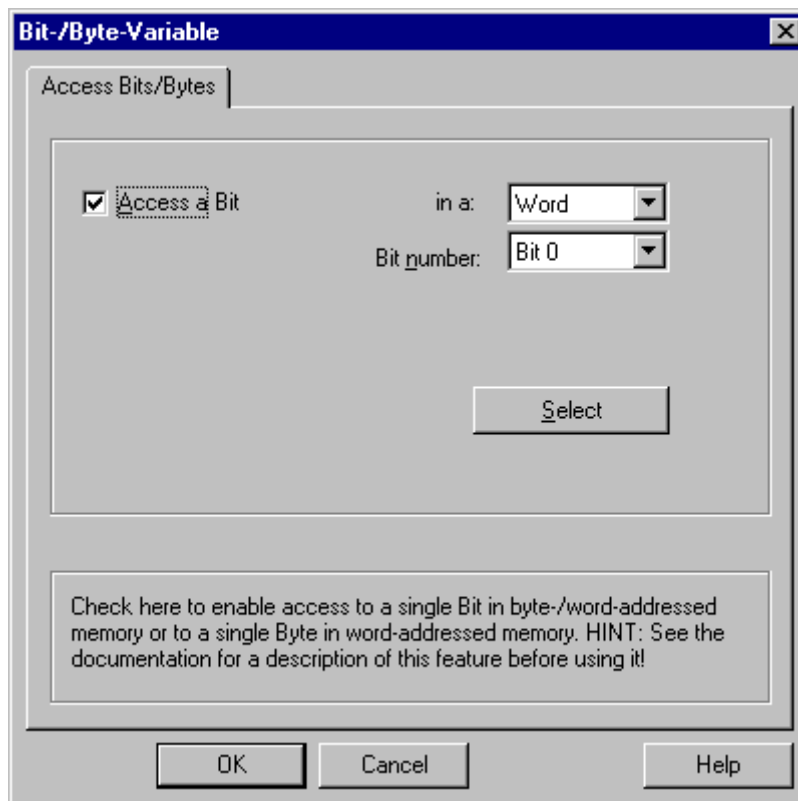 Bit-/Byte-Variable
Access Bits/Bytes
Access a Bit in a: Word
Bit number: Bit 0
Select
Check here to enable access to a single Bit in byte-/word-addressed
memory or to a single Byte in word-addressed memory. HINT: See the
documentation for a description of this feature before using it!
OK Cancel Help